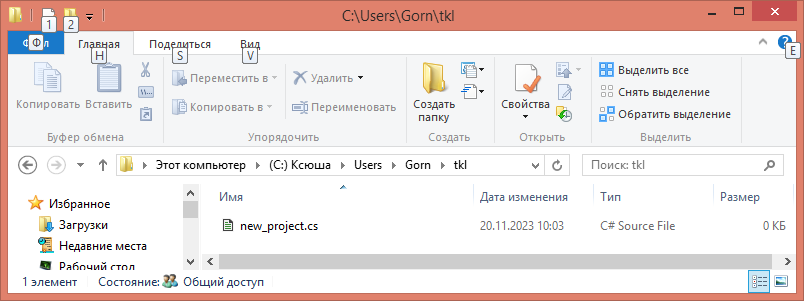 C:\Users\Gorn\tkl
1 2
Ф Главная Поделиться Вид
H S V E
Копировать Вставить Переместить в Удалить Создать папку Свойства Выделить все
Копировать в Переименовать Снять выделение
Обратить выделение
Буфер обмена Упорядочить Создать Открыть Выделить
Этот компьютер (C:) Ксюша Users Gorn tkl Поиск: tkl
Избранное
Загрузки
Недавние места
Рабочий стол
Имя Дата изменения Тип Размер
new_project.cs 20.11.2023 10:03 C# Source File 0 КБ
1 элемент Состояние: Общий доступ